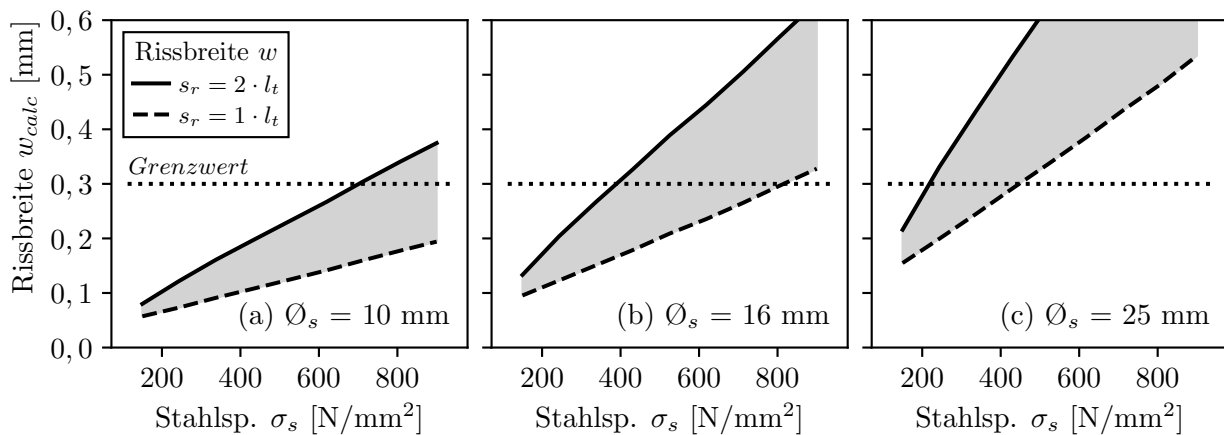 Rissbreite w_{calc} [mm]
0,6
0,5
0,4
0,3
0,2
0,1
0,0
Rissbreite w
s_r = 2 · l_t
s_r = 1 · l_t
Grenzwert
(a) Ø_s = 10 mm
200 400 600 800
Stahlsp. σ_s [N/mm²]
(b) Ø_s = 16 mm
200 400 600 800
Stahlsp. σ_s [N/mm²]
(c) Ø_s = 25 mm
200 400 600 800
Stahlsp. σ_s [N/mm²]